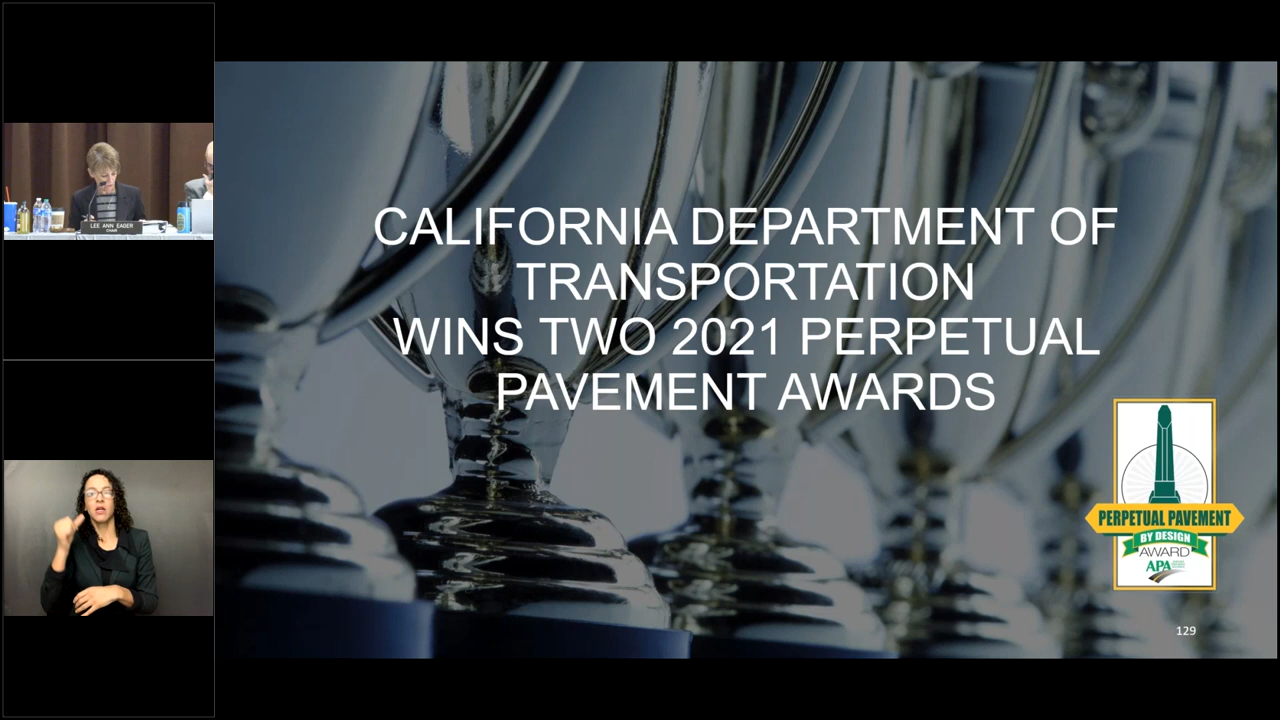 LEE ANN EAGER
CHAIR
CALIFORNIA DEPARTMENT OF
TRANSPORTATION
WINS TWO 2021 PERPETUAL
PAVEMENT AWARDS
PERPETUAL PAVEMENT
BY DESIGN
AWARD
APA
129